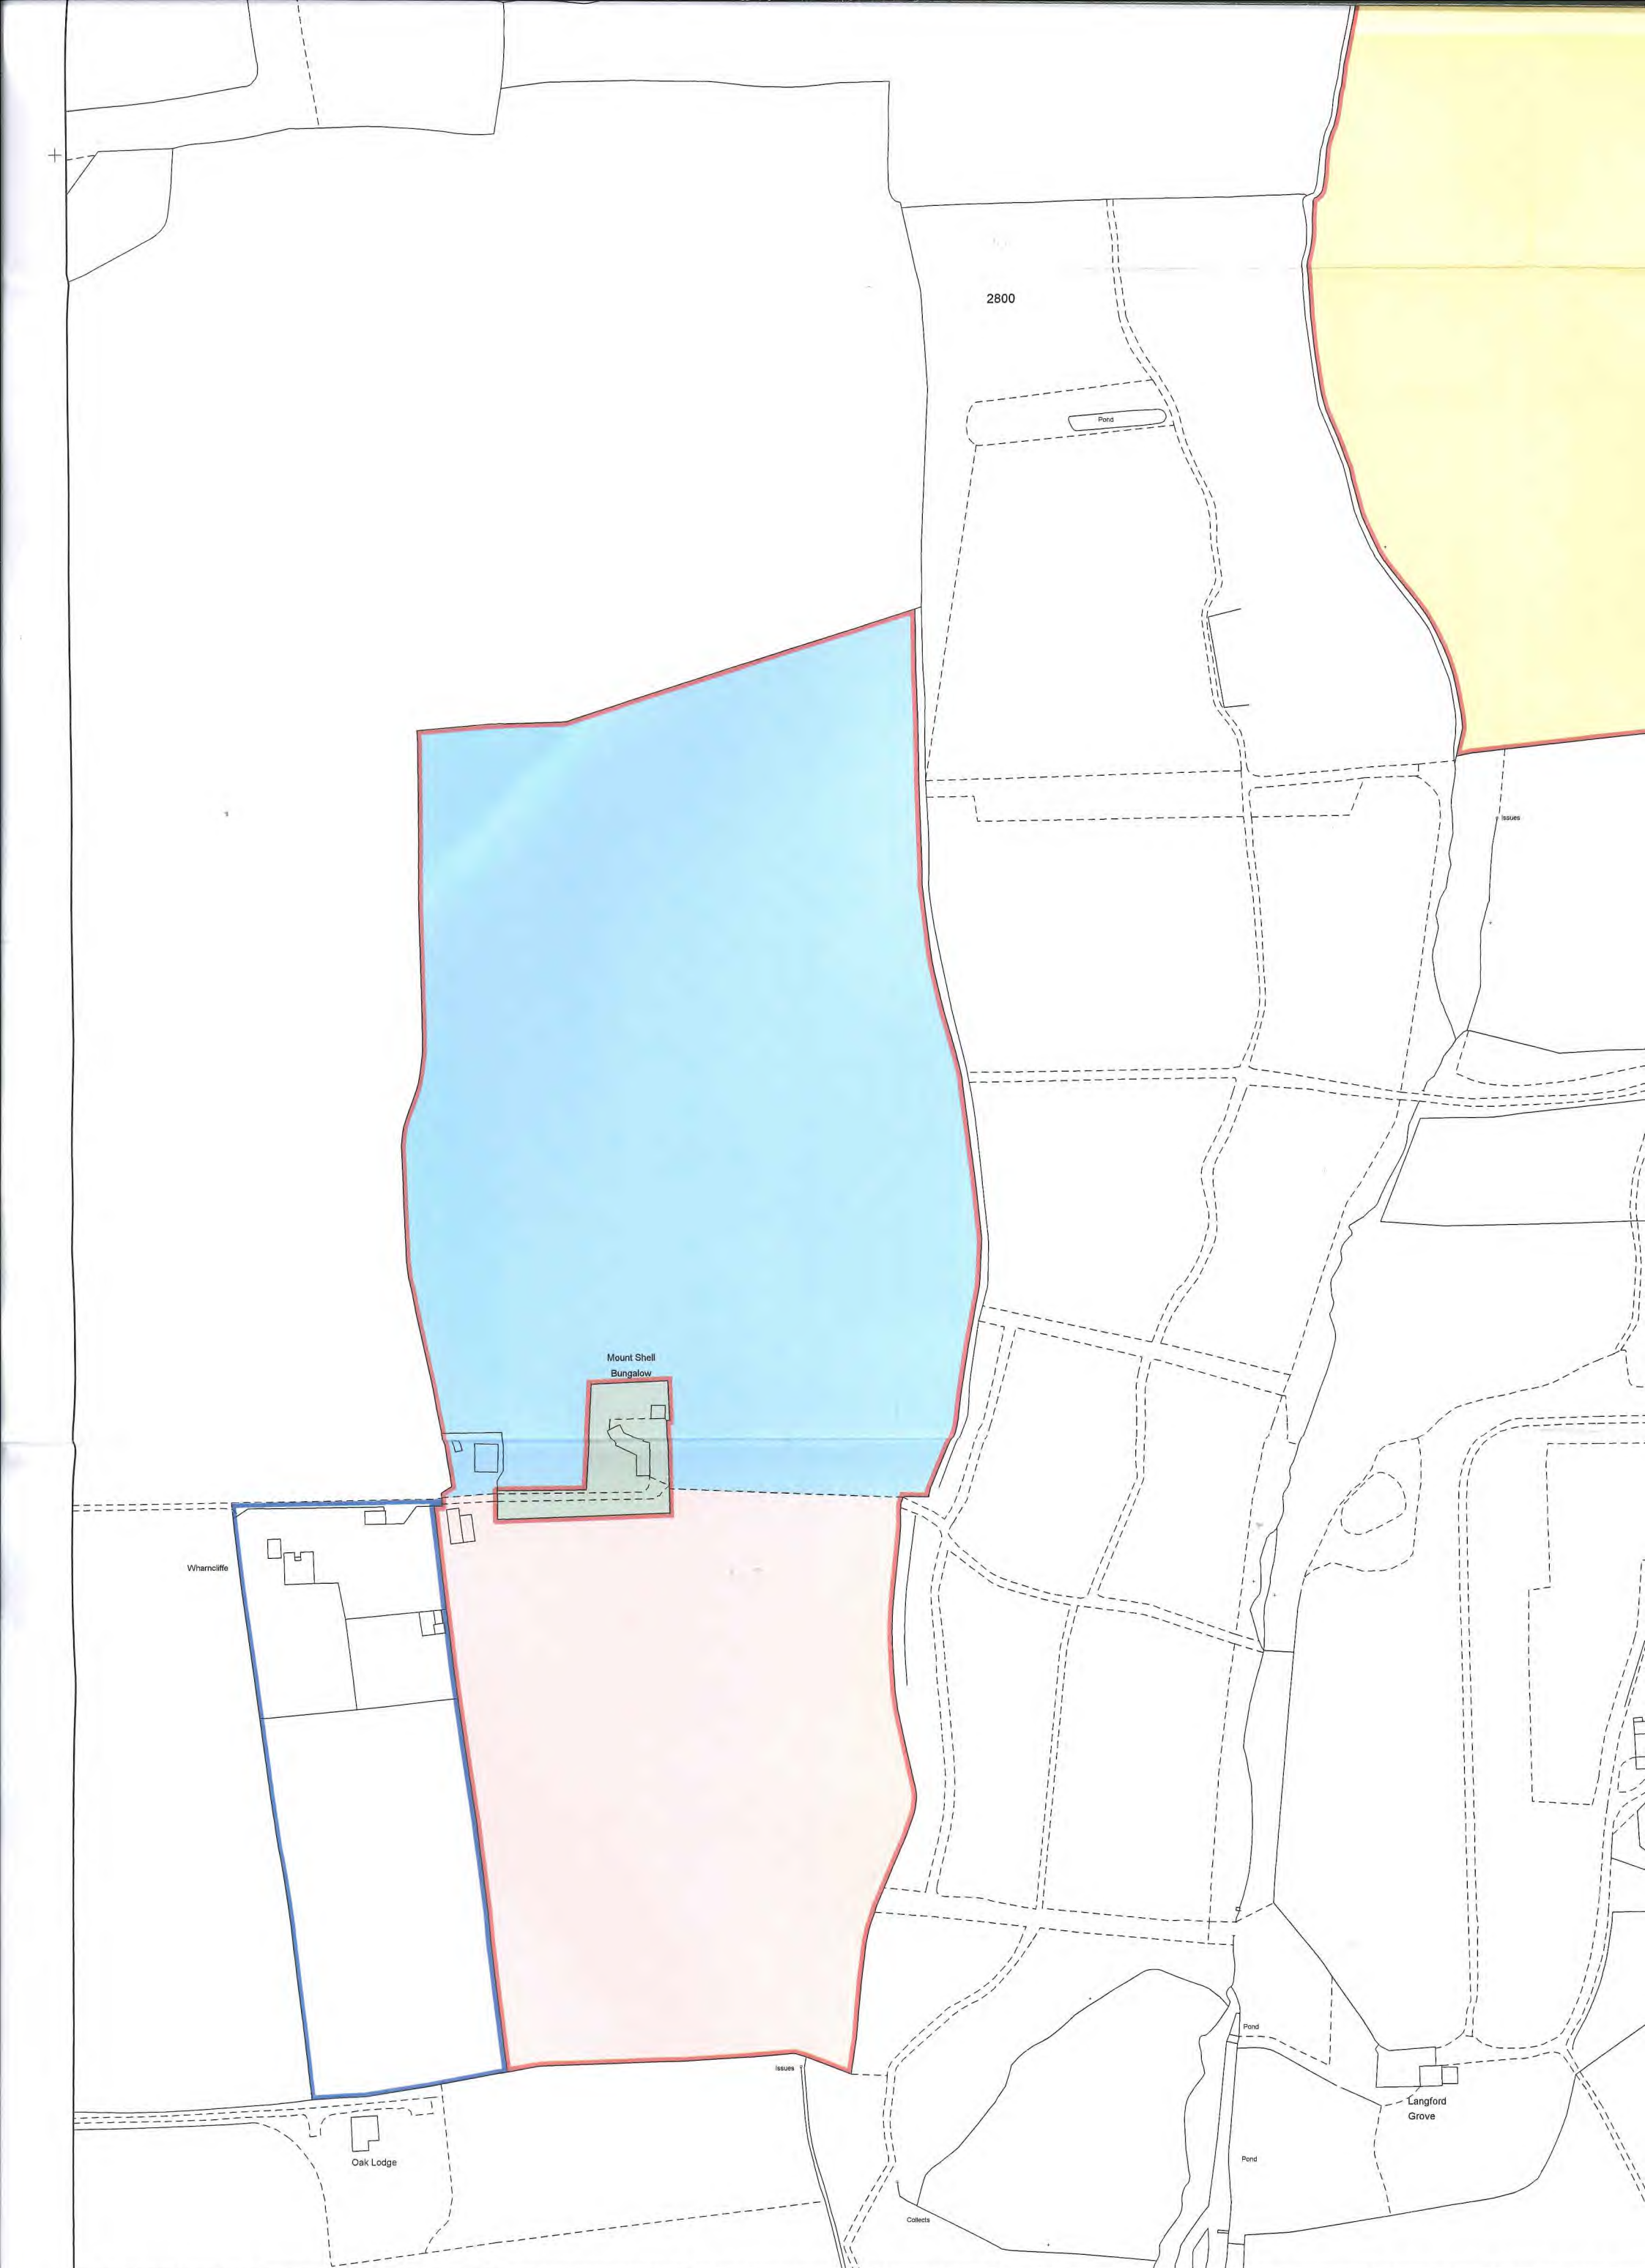 2800
Pond
Issues
Mount Shell
Bungalow
Wharncliffe
Pond
Issues
Langford
Grove
Oak Lodge
Pond
Collects